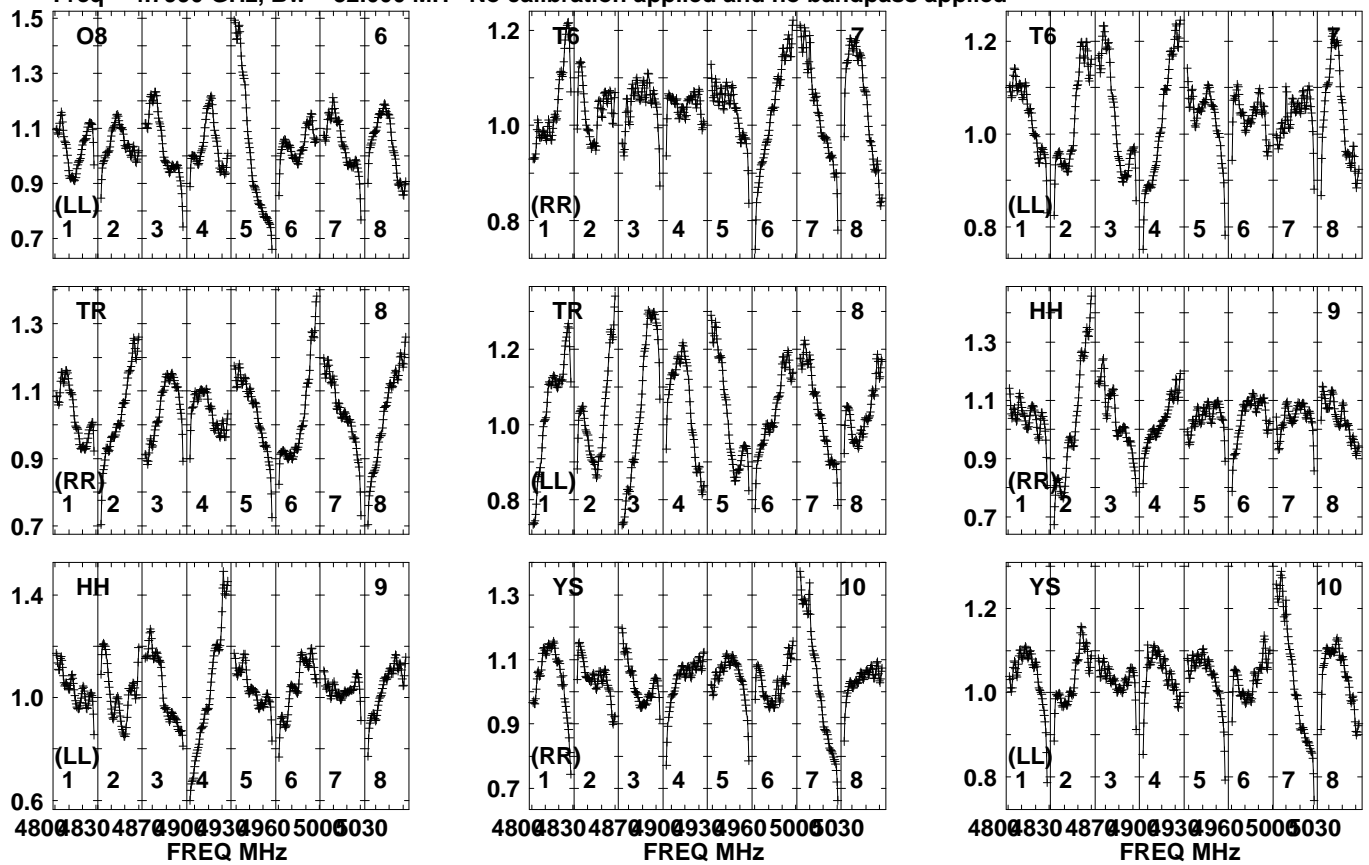 Freq = GHz, Bw = 32.000 MH No calibration applied and no bandpass applied
1.5 O8 6
1.3
1.1
0.9
0.7
(LL)
1 2 3 4 5 6 7 8
T6 7
1.2
1.0
0.8
(RR)
1 2 3 4 5 6 7 8
T6 7
1.2
1.0
0.8
(LL)
1 2 3 4 5 6 7 8
TR 8
1.3
1.1
0.9
0.7
(RR)
1 2 3 4 5 6 7 8
TR 8
1.2
1.0
0.8
(LL)
1 2 3 4 5 6 7 8
HH 9
1.3
1.1
0.9
0.7
(RR)
1 2 3 4 5 6 7 8
HH 9
1.4
1.0
0.6
(LL)
1 2 3 4 5 6 7 8
4800 4830 4870 4900 4930 4960 5000 5030
FREQ MHz
YS 10
1.3
1.1
0.9
0.7
(RR)
1 2 3 4 5 6 7 8
4800 4830 4870 4900 4930 4960 5000 5030
FREQ MHz
YS 10
1.2
1.0
0.8
(LL)
1 2 3 4 5 6 7 8
4800 4830 4870 4900 4930 4960 5000 5030
FREQ MHz